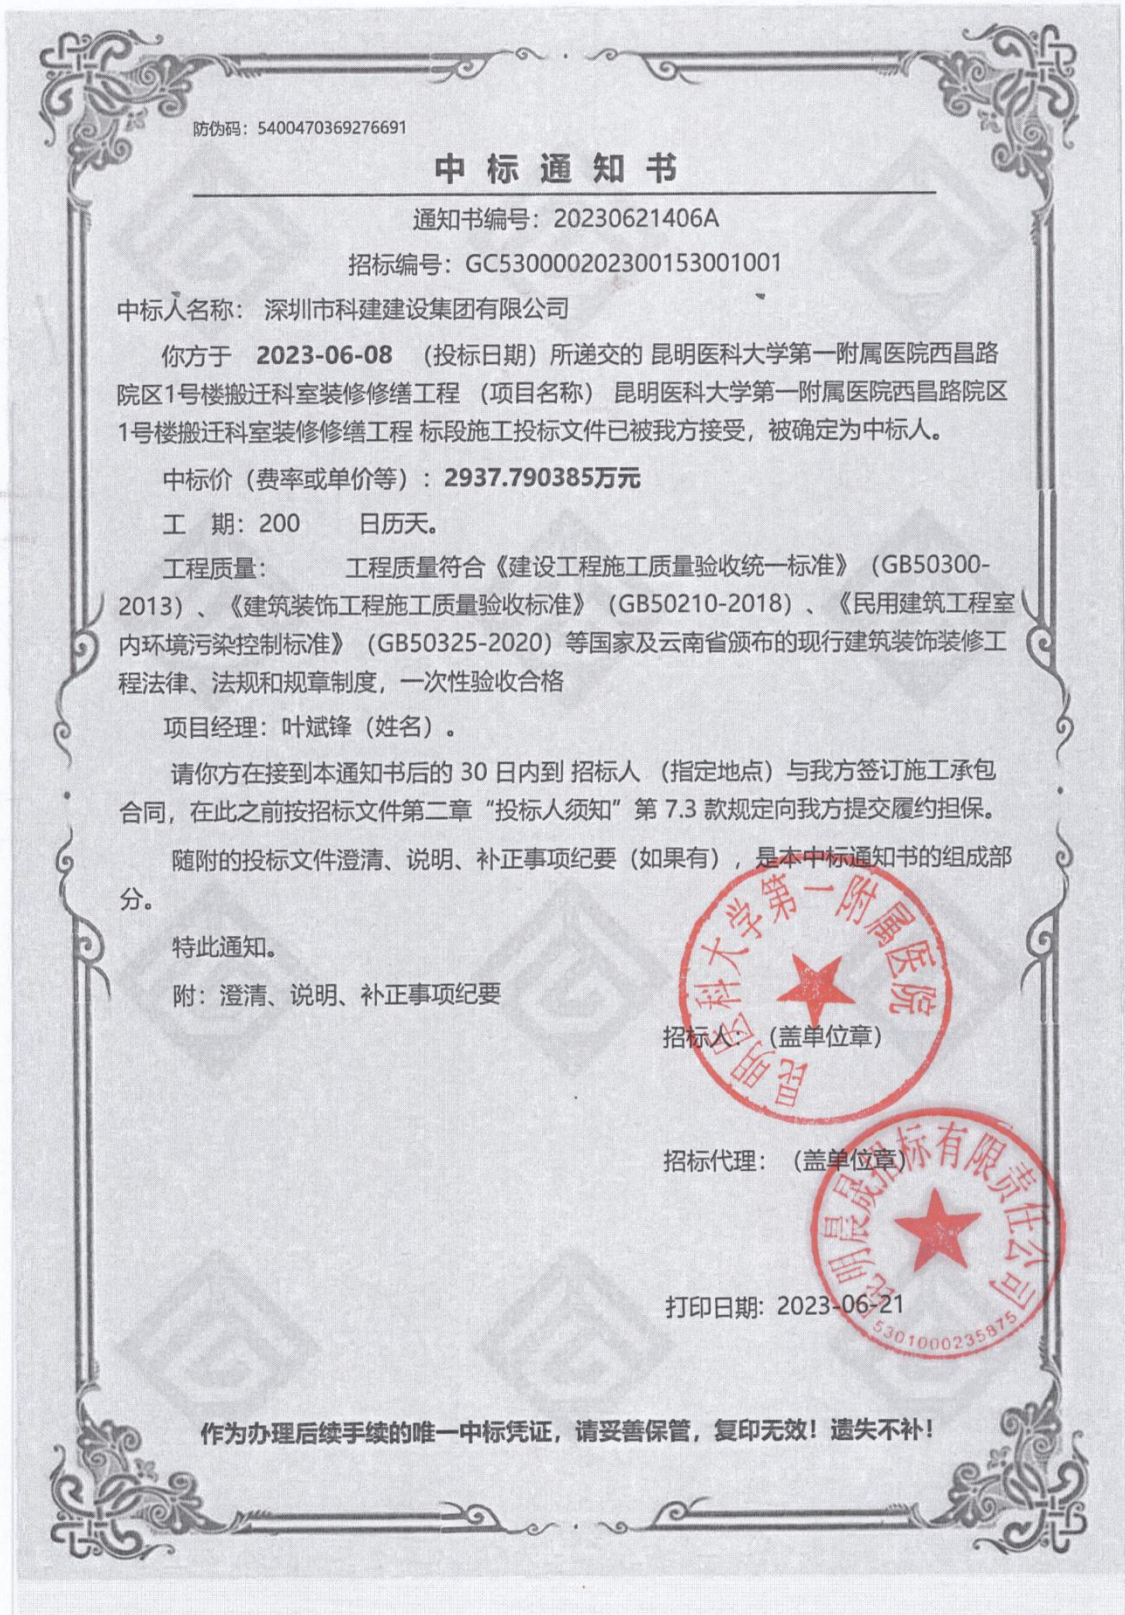 防伪码：5400470369276691
中标通知书
通知书编号：20230621406A
招标编号：GC530000202300153001001
中标人名称： 深圳市科建建设集团有限公司
你方于 2023-06-08 （投标日期）所递交的 昆明医科大学第一附属医院西昌路
院区1号楼搬迁科室装修修缮工程 （项目名称） 昆明医科大学第一附属医院西昌路院区
1号楼搬迁科室装修修缮工程 标段施工投标文件已被我方接受，被确定为中标人。
中标价（费率或单价等）：2937.790385万元
工 期：200 日历天。
工程质量： 工程质量符合《建设工程施工质量验收统一标准》（GB50300-
2013）、《建筑装饰工程施工质量验收标准》（GB50210-2018）、《民用建筑工程室
内环境污染控制标准》（GB50325-2020）等国家及云南省颁布的现行建筑装饰装修工
程法律、法规和规章制度，一次性验收合格
项目经理：叶斌锋（姓名）。
请你方在接到本通知书后的 30 日内到 招标人 （指定地点）与我方签订施工承包
合同，在此之前按招标文件第二章“投标人须知”第 7.3 款规定向我方提交履约担保。
随附的投标文件澄清、说明、补正事项纪要（如果有），是本中标通知书的组成部
分。
特此通知。
附：澄清、说明、补正事项纪要
昆明医科大学第一附属医院
招标人：（盖单位章）
招标代理：（盖单位章）
昆明晨晟招标有限责任公司
5301000235875
打印日期：2023-06-21
作为办理后续手续的唯一中标凭证，请妥善保管，复印无效！遗失不补！